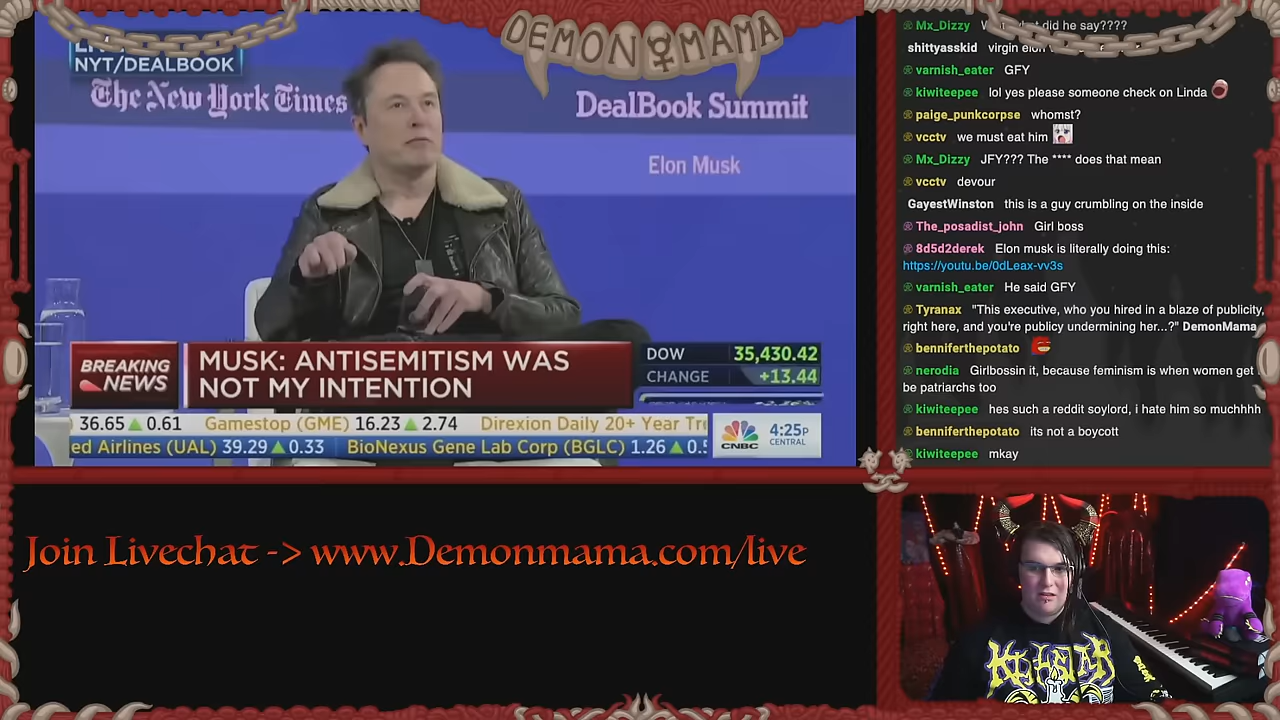 NYT/DEALBOOK
The New York Times
DealBook Summit
Elon Musk
BREAKING
NEWS
MUSK: ANTISEMITISM WAS
NOT MY INTENTION
DOW 35,430.42
CHANGE +13.44
36.65 ▲ 0.61 Gamestop (GME) 16.23 ▲ 2.74 Direxion Daily 20+ Year
ed Airlines (UAL) 39.29 ▲ 0.33 BioNexus Gene Lab Corp (BGLC) 1.26 ▲
CNBC
4:25P
CENTRAL
DEMON MAMA
Mx_Dizzy did he say????
shittyasskid virgin
varnish_eater GFY
kiwiteepee lol yes please someone check on Linda
paige_punkcorpse whomst?
vcctv we must eat him
Mx_Dizzy JFY??? The **** does that mean
vcctv devour
GayestWinston this is a guy crumbling on the inside
The_posadist_john Girl boss
8d5d2derek Elon musk is literally doing this:
https://youtu.be/0dLeax-vv3s
varnish_eater He said GFY
Tyranax "This executive, who you hired in a blaze of publicity,
right here, and you're publicy undermining her...?" DemonMama
benniferthepotato
nerodia Girlbossin it, because feminism is when women get
be patriarchs too
kiwiteepee hes such a reddit soylord, i hate him so muchhhh
benniferthepotato its not a boycott
kiwiteepee mkay
Join Livechat -> www.Demonmama.com/live